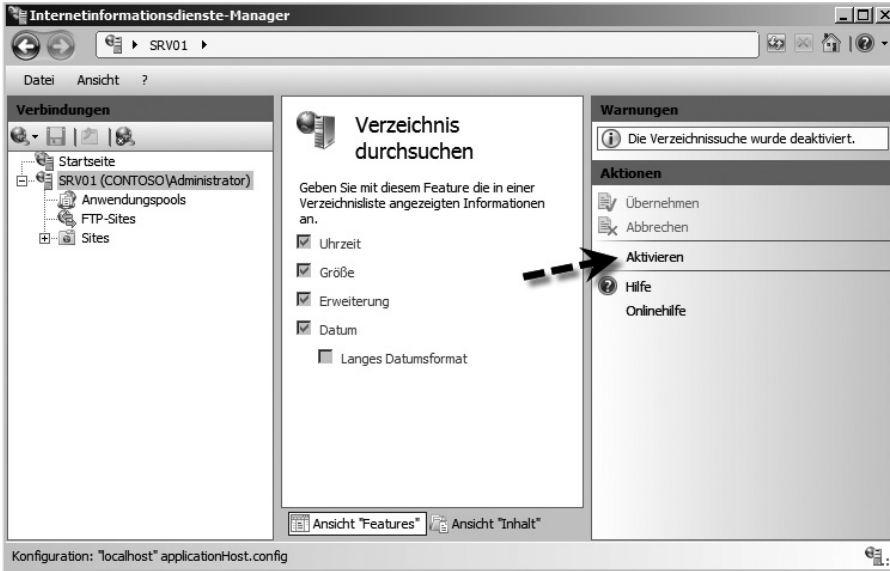 Internetinformationsdienste-Manager
SRV01
Datei Ansicht ?
Verbindungen
Startseite
SRV01 (CONTOSO\Administrator)
Anwendungspools
FTP-Sites
Sites
Verzeichnis
durchsuchen
Geben Sie mit diesem Feature die in einer
Verzeichnisliste angezeigten Informationen
an.
Uhrzeit
Größe
Erweiterung
Datum
Langes Datumsformat
Ansicht "Features" Ansicht "Inhalt"
Warnungen
Die Verzeichnissuche wurde deaktiviert.
Aktionen
Übernehmen
Abbrechen
Aktivieren
Hilfe
Onlinehilfe
Konfiguration: "localhost" applicationHost.config